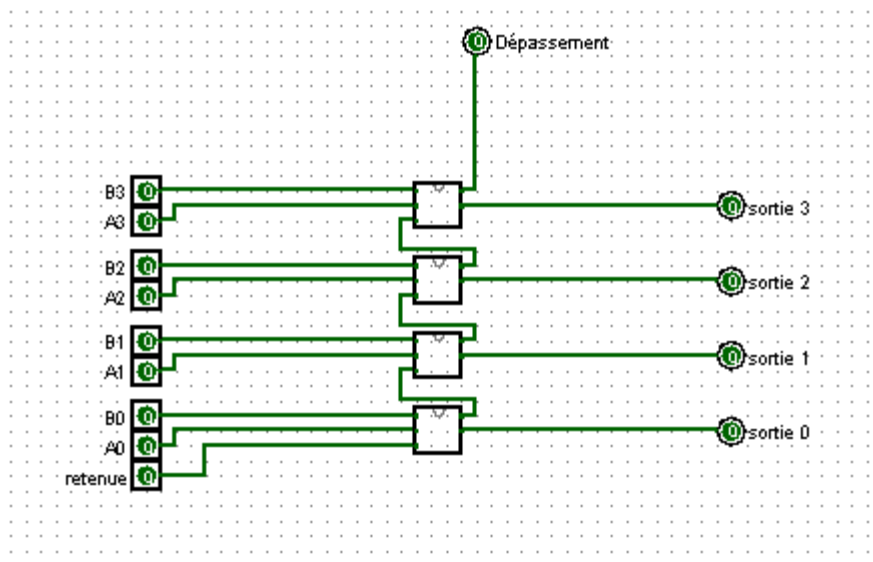 0 Dépassement
B3 0
A3 0
0 sortie 3
B2 0
A2 0
0 sortie 2
B1 0
A1 0
0 sortie 1
B0 0
A0 0
0 sortie 0
retenue 0